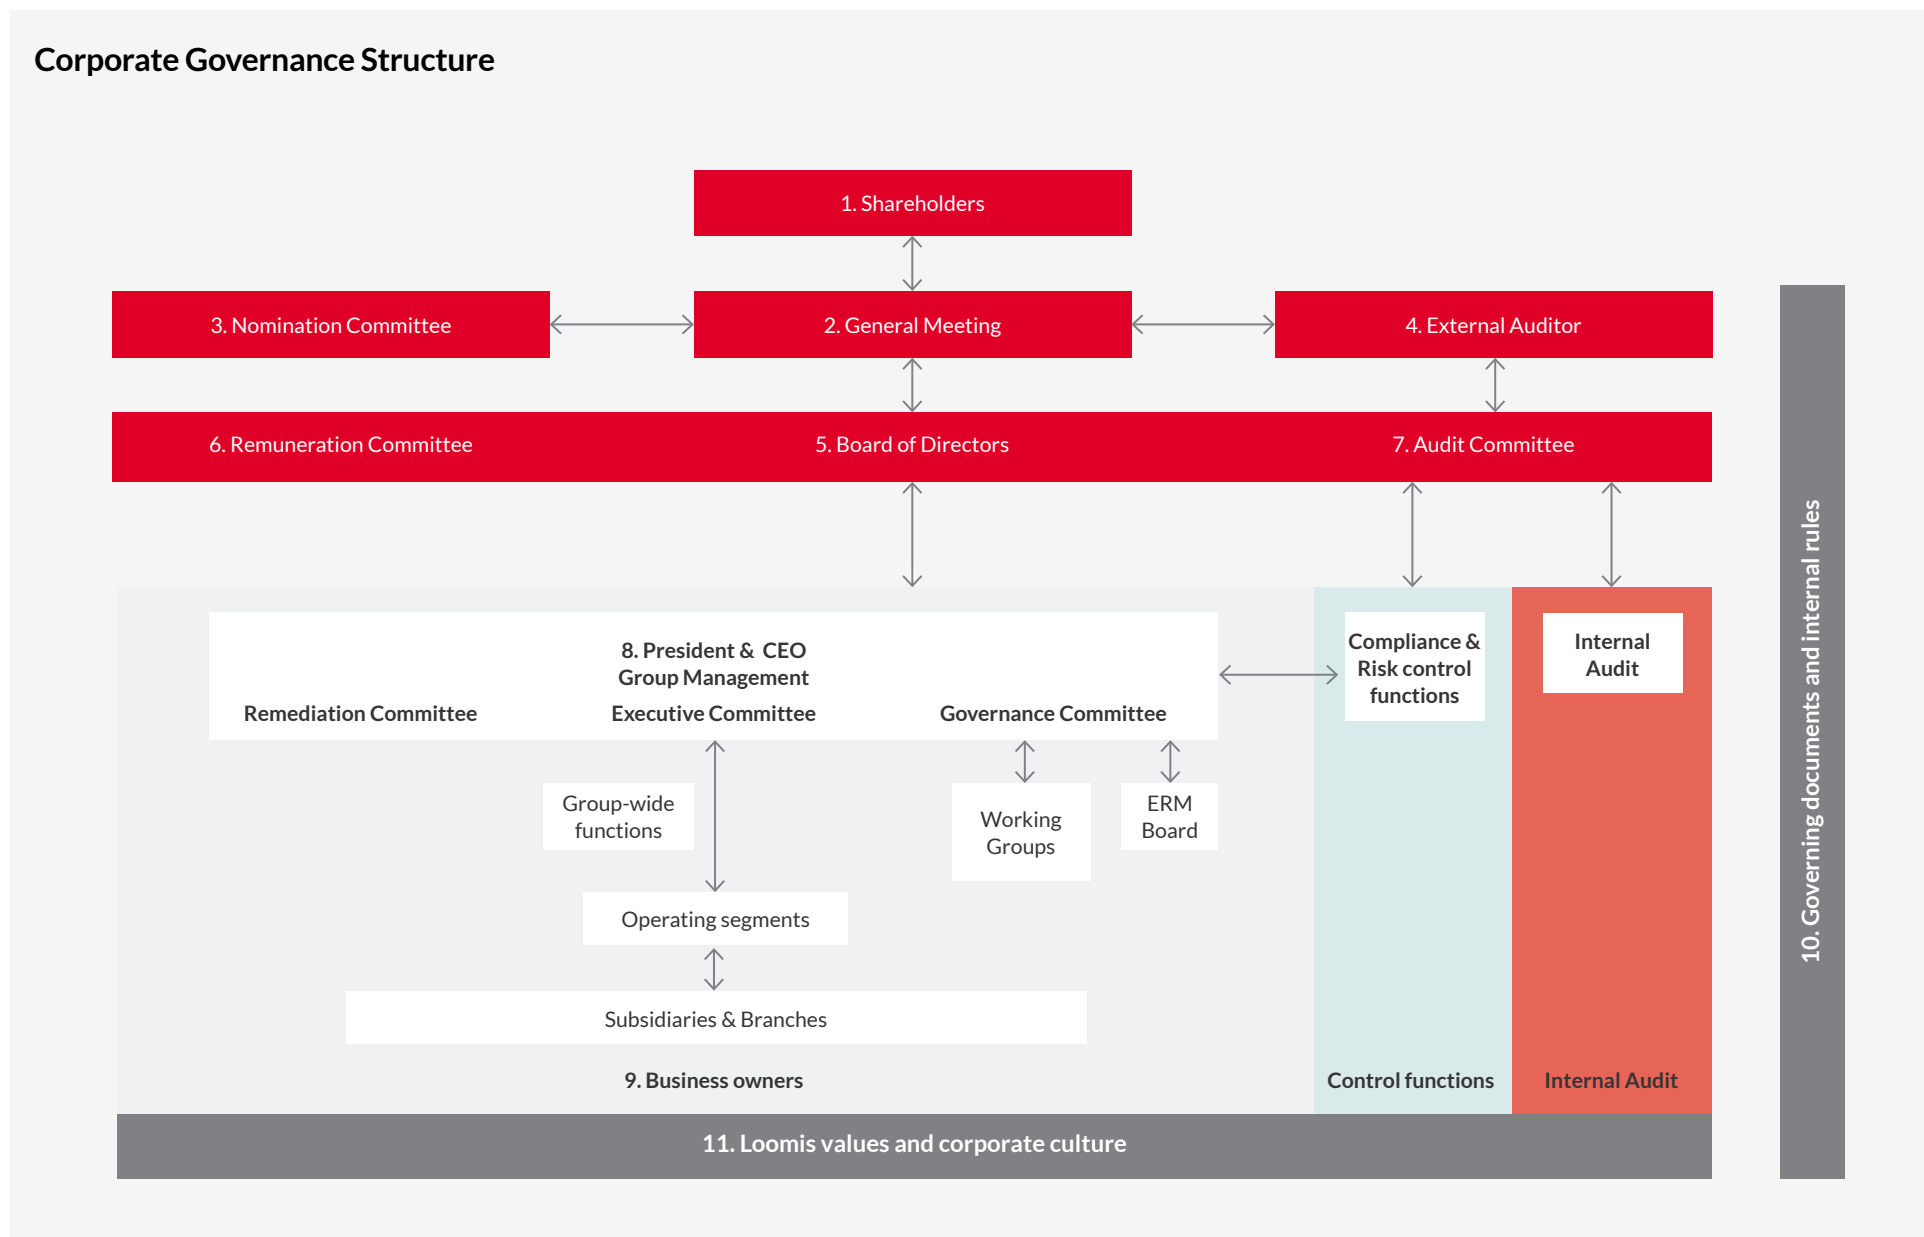 Corporate Governance Structure
1. Shareholders
3. Nomination Committee
2. General Meeting
4. External Auditor
6. Remuneration Committee
5. Board of Directors
7. Audit Committee
8. President & CEO
Group Management
Remediation Committee
Executive Committee
Governance Committee
Compliance &
Risk control
functions
Internal
Audit
Group-wide
functions
Working
Groups
ERM
Board
Operating segments
Subsidiaries & Branches
9. Business owners
Control functions
Internal Audit
11. Loomis values and corporate culture
10. Governing documents and internal rules